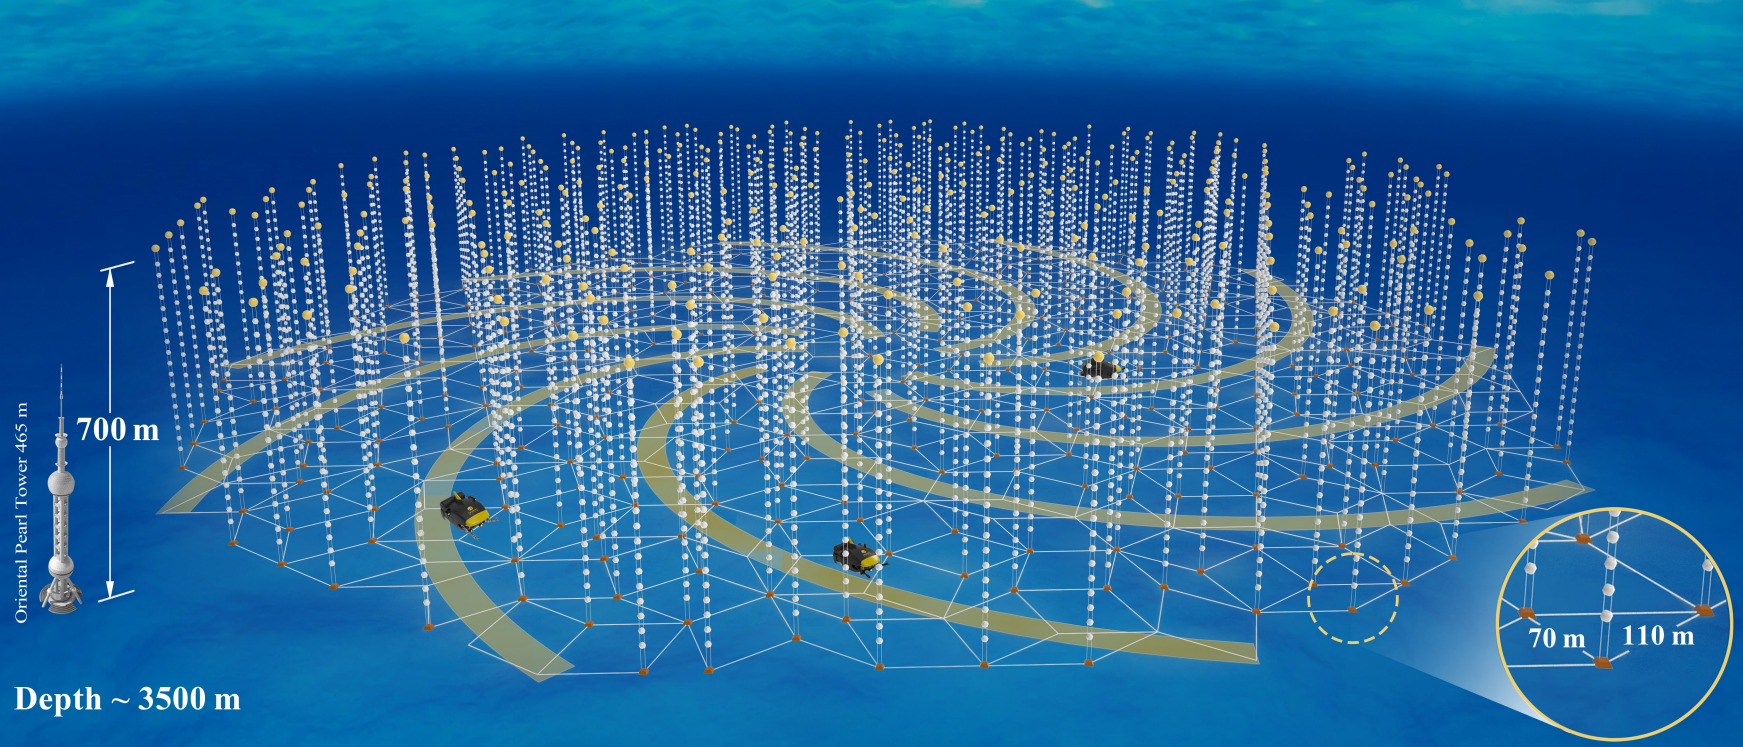 Oriental Pearl Tower 465 m
700 m
70 m
110 m
Depth ~ 3500 m